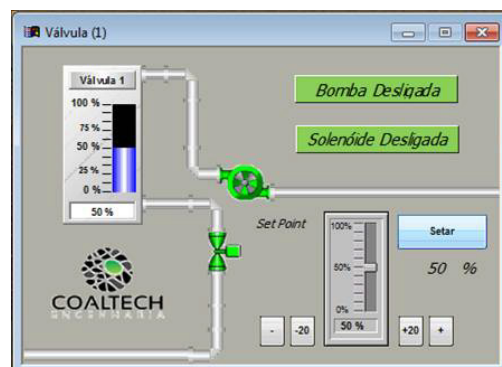 Válvula (1)
Válvula 1
100 %
75 %
50 %
25 %
0 %
50 %
Bomba Desligada
Solenóide Desligada
Set Point
100%
50%
0%
50 %
Setar
50 %
- -20
+20 +
COALTECH
ENGENHARIA